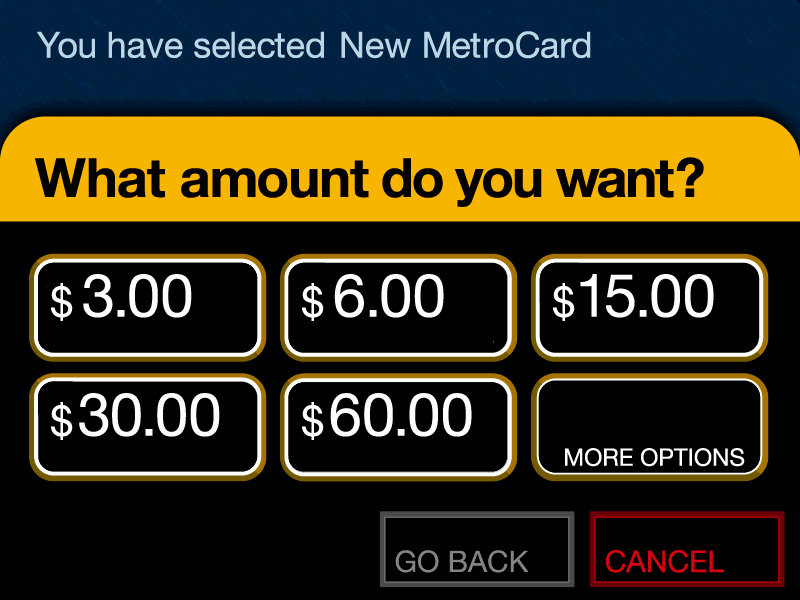 You have selected New MetroCard
What amount do you want?
$ 3.00
$ 6.00
$15.00
$30.00
$60.00
MORE OPTIONS
GO BACK
CANCEL